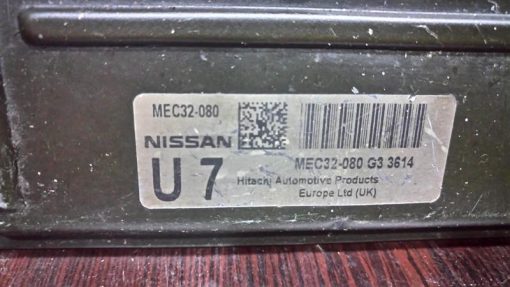 MEC32-080
NISSAN
U 7
MEC32-080 G3 3614
Hitachi Automotive Products
Europe Ltd (UK)